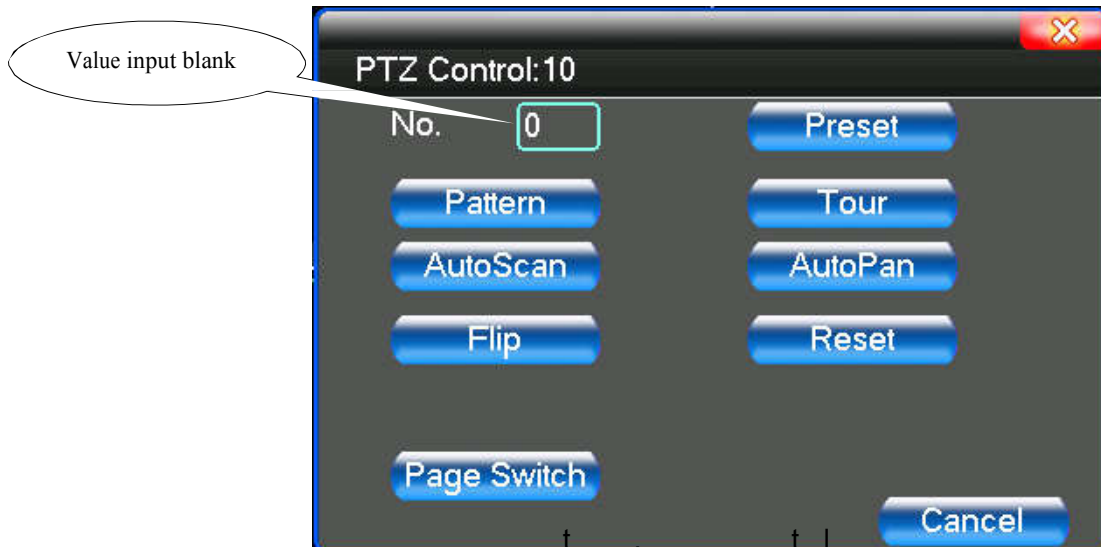 Value input blank
PTZ Control:10
No. 0 Preset
Pattern Tour
AutoScan AutoPan
Flip Reset
Page Switch
Cancel